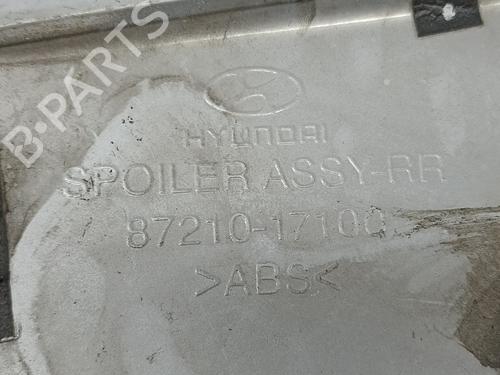 B-PARTS
HYUNDAI
SPOILER ASSY-RR
87210-17100
>ABS<